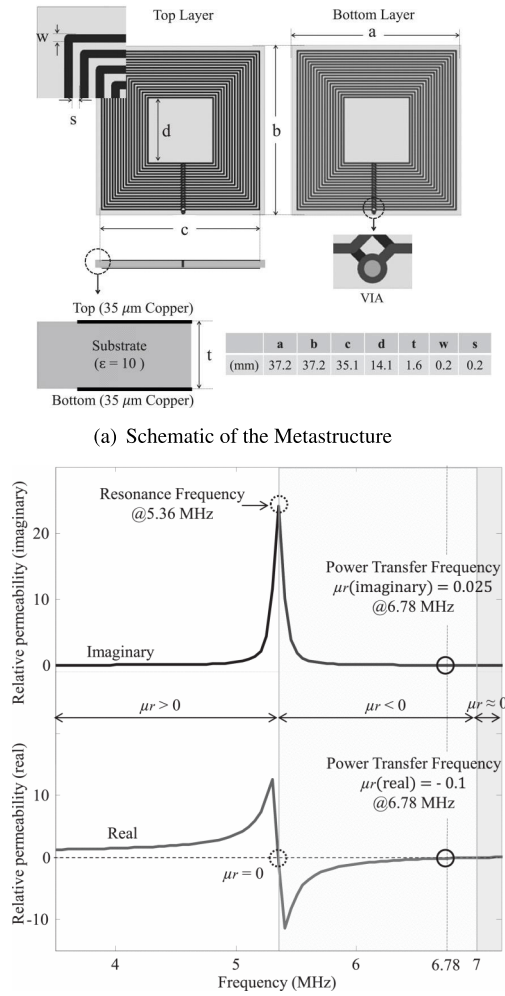 Top Layer
Bottom Layer
w
s
a
d
b
c
VIA
Top (35 μm Copper)
Substrate
(ε = 10 )
t
Bottom (35 μm Copper)
a b c d t w s
(mm) 37.2 37.2 35.1 14.1 1.6 0.2 0.2
(a) Schematic of the Metastructure
Relative permeability (imaginary)
20
10
0
Resonance Frequency
@5.36 MHz
Power Transfer Frequency
μr(imaginary) = 0.025
@6.78 MHz
Imaginary
μr > 0
μr < 0
μr ≈ 0
Relative permeability (real)
10
0
-10
Power Transfer Frequency
μr(real) = - 0.1
@6.78 MHz
Real
μr = 0
4 5 6 6.78 7
Frequency (MHz)